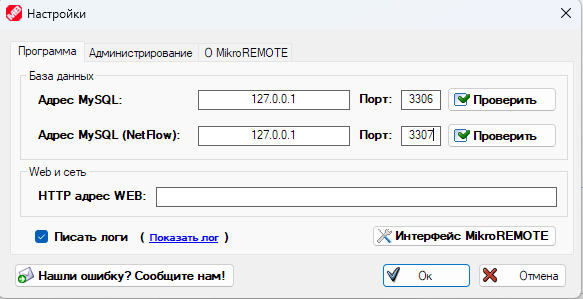 Настройки
Программа Администрирование О MikroREMOTE
База данных
Адрес MySQL: 127.0.0.1 Порт: 3306 Проверить
Адрес MySQL (NetFlow): 127.0.0.1 Порт: 3307 Проверить
Web и сеть
HTTP адрес WEB:
Писать логи ( Показать лог ) Интерфейс MikroREMOTE
Нашли ошибку? Сообщите нам! Ок Отмена